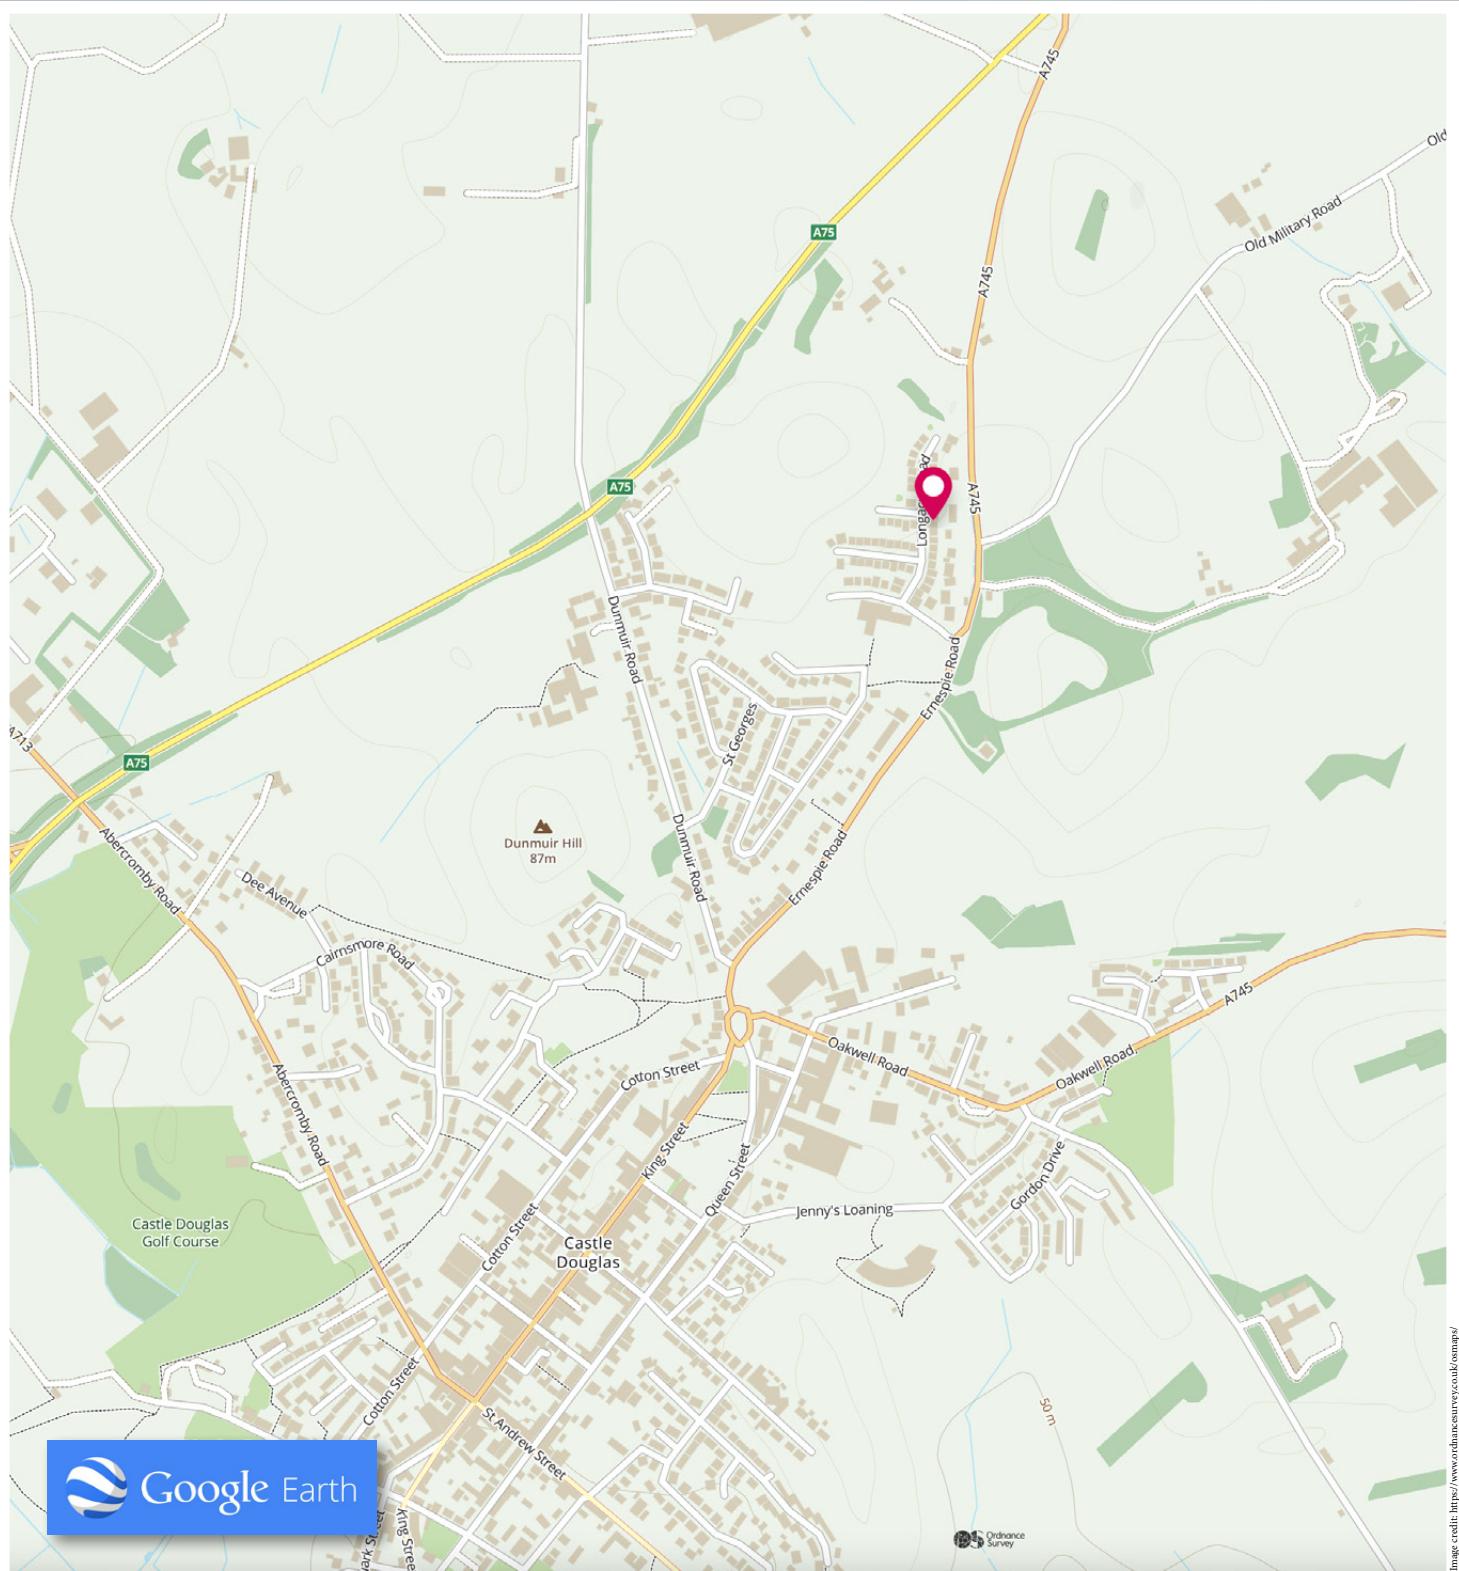 A745
Old
Old Military Road
A75
A745
A75
A745
Dunmuir Road
Ernespie Road
St Georges
A713
A75
Dunmuir Hill
87m
Dunmuir Road
Ernespie Road
Abercromby Road
Dee Avenue
Cairnsmore Road
A745
Oakwell Road
Oakwell Road
Cotton Street
Abercromby Road
King Street
Queen Street
Gordon Drive
Jenny's Loaning
Castle Douglas
Golf Course
Cotton Street
Castle
Douglas
Cotton Street
St Andrew Street
50 m
Google Earth
King Stree
Ordnance
Survey
Image credit: https://www.ordnancesurvey.co.uk/osmaps/